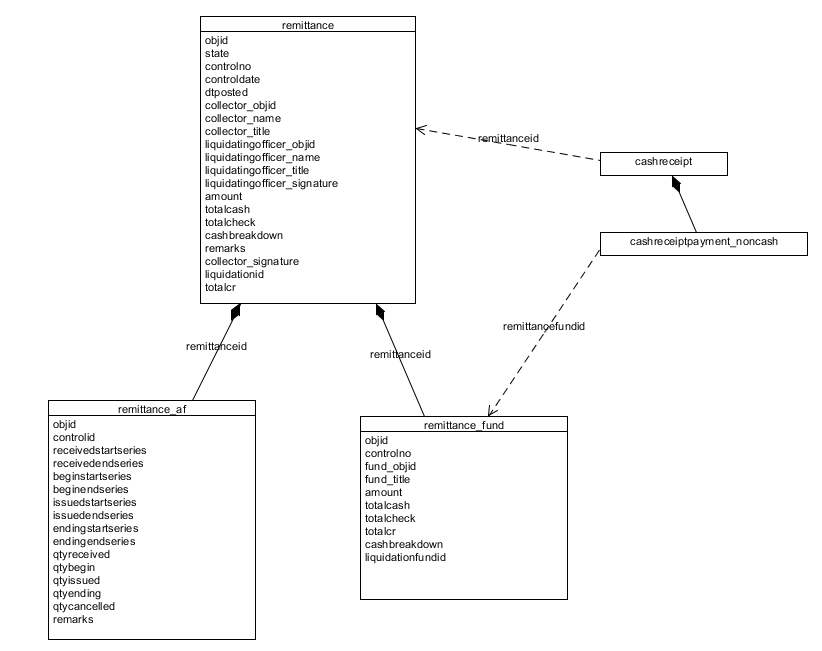 remittance
objid
state
controlno
controldate
dtposted
collector_objid
collector_name
collector_title
liquidatingofficer_objid
liquidatingofficer_name
liquidatingofficer_title
liquidatingofficer_signature
amount
totalcash
totalcheck
cashbreakdown
remarks
collector_signature
liquidationid
totalcr
remittanceid
cashreceipt
cashreceiptpayment_noncash
remittancefundid
remittanceid
remittanceid
remittance_af
objid
controlid
receivedstartseries
receivedendseries
beginstartseries
beginendseries
issuedstartseries
issuedendseries
endingstartseries
endingendseries
qtyreceived
qtybegin
qtyissued
qtyending
qtycancelled
remarks
remittance_fund
objid
controlno
fund_objid
fund_title
amount
totalcash
totalcheck
totalcr
cashbreakdown
liquidationfundid